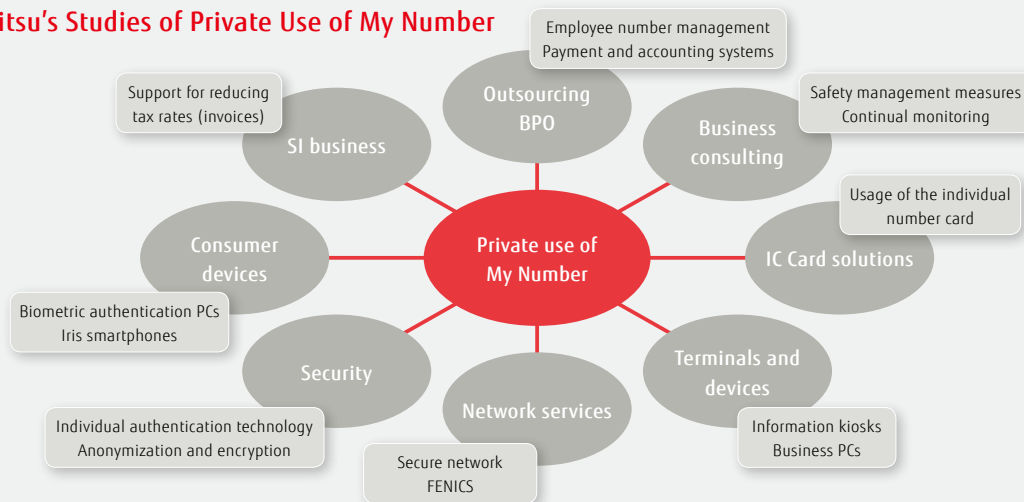 itsu's Studies of Private Use of My Number
Employee number management
Payment and accounting systems
Outsourcing
BPO
Support for reducing
tax rates (invoices)
SI business
Safety management measures
Continual monitoring
Business
consulting
Usage of the individual
number card
IC Card solutions
Consumer
devices
Private use of
My Number
Biometric authentication PCs
Iris smartphones
Security
Individual authentication technology
Anonymization and encryption
Network services
Secure network
FENICS
Terminals and
devices
Information kiosks
Business PCs